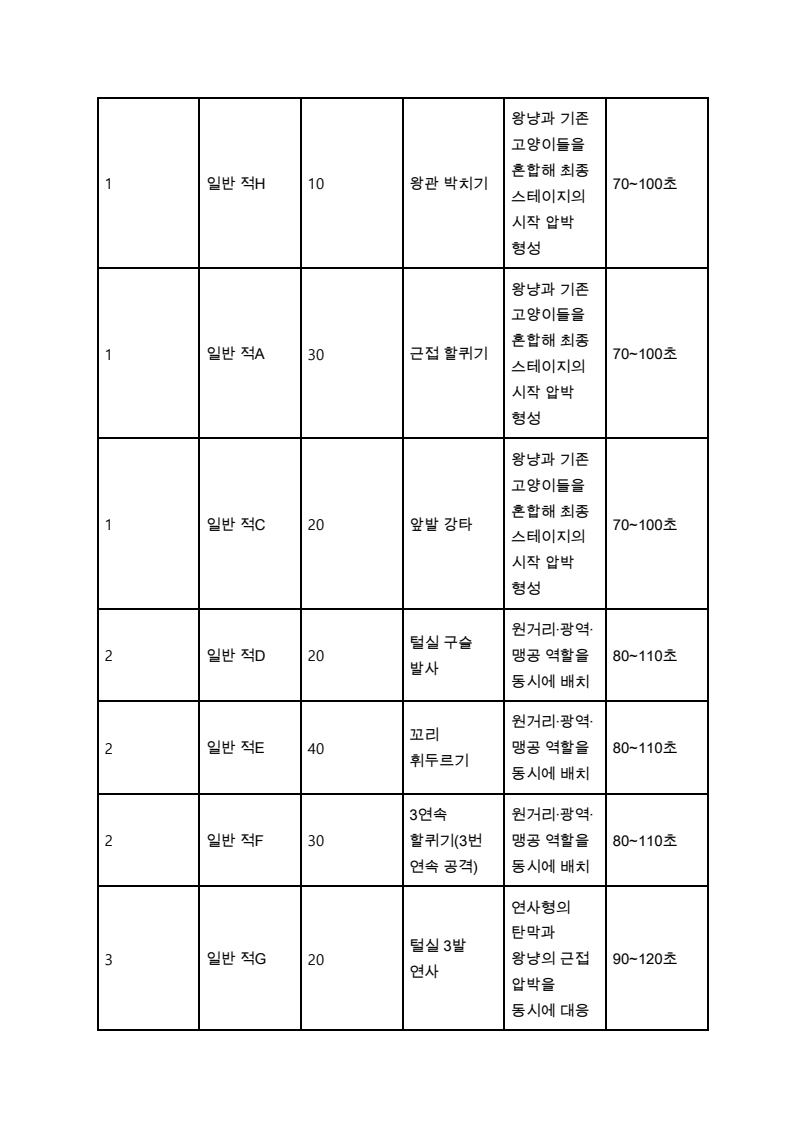 1
일반 적H
10
왕관 박치기
왕냥과 기존
고양이들을
혼합해 최종
스테이지의
시작 압박
형성
70~100초
1
일반 적A
30
근접 할퀴기
왕냥과 기존
고양이들을
혼합해 최종
스테이지의
시작 압박
형성
70~100초
1
일반 적C
20
앞발 강타
왕냥과 기존
고양이들을
혼합해 최종
스테이지의
시작 압박
형성
70~100초
2
일반 적D
20
털실 구슬
발사
원거리·광역·
맹공 역할을
동시에 배치
80~110초
2
일반 적E
40
꼬리
휘두르기
원거리·광역·
맹공 역할을
동시에 배치
80~110초
2
일반 적F
30
3연속
할퀴기(3번
연속 공격)
원거리·광역·
맹공 역할을
동시에 배치
80~110초
3
일반 적G
20
털실 3발
연사
연사형의
탄막과
왕냥의 근접
압박을
동시에 대응
90~120초